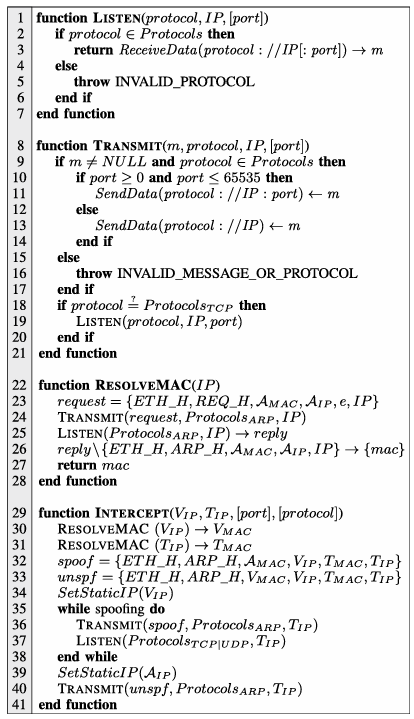 1 function LISTEN(protocol, IP, [port])
2 if protocol ∈ Protocols then
3 return ReceiveData(protocol : //IP[: port]) → m
4 else
5 throw INVALID_PROTOCOL
6 end if
7 end function
8 function TRANSMIT(m, protocol, IP, [port])
9 if m ≠ NULL and protocol ∈ Protocols then
10 if port ≥ 0 and port ≤ 65535 then
11 SendData(protocol : //IP : port) ← m
12 else
13 SendData(protocol : //IP) ← m
14 end if
15 else
16 throw INVALID_MESSAGE_OR_PROTOCOL
17 end if
18 if protocol ≟ Protocols_TCP then
19 LISTEN(protocol, IP, port)
20 end if
21 end function
22 function RESOLVEMAC(IP)
23 request = {ETH_H, REQ_H, 𝒜_MAC, 𝒜_IP, e, IP}
24 TRANSMIT(request, Protocols_ARP, IP)
25 LISTEN(Protocols_ARP, IP) → reply
26 reply\{ETH_H, ARP_H, 𝒜_MAC, 𝒜_IP, IP} → {mac}
27 return mac
28 end function
29 function INTERCEPT(V_IP, T_IP, [port], [protocol])
30 RESOLVEMAC (V_IP) → V_MAC
31 RESOLVEMAC (T_IP) → T_MAC
32 spoof = {ETH_H, ARP_H, 𝒜_MAC, V_IP, T_MAC, T_IP}
33 unspf = {ETH_H, ARP_H, V_MAC, V_IP, T_MAC, T_IP}
34 SetStaticIP(V_IP)
35 while spoofing do
36 TRANSMIT(spoof, Protocols_ARP, T_IP)
37 LISTEN(Protocols_TCP|UDP, T_IP)
38 end while
39 SetStaticIP(𝒜_IP)
40 TRANSMIT(unspf, Protocols_ARP, T_IP)
41 end function